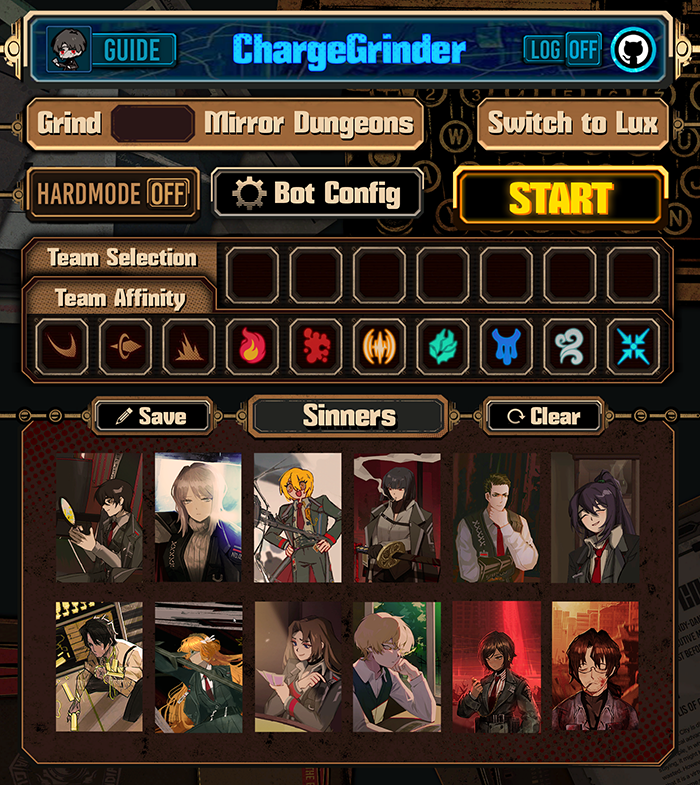 GUIDE
ChargeGrinder
LOG OFF
Grind
Mirror Dungeons
Switch to Lux
HARDMODE OFF
Bot Config
START
Team Selection
Team Affinity
Save
Sinners
Clear